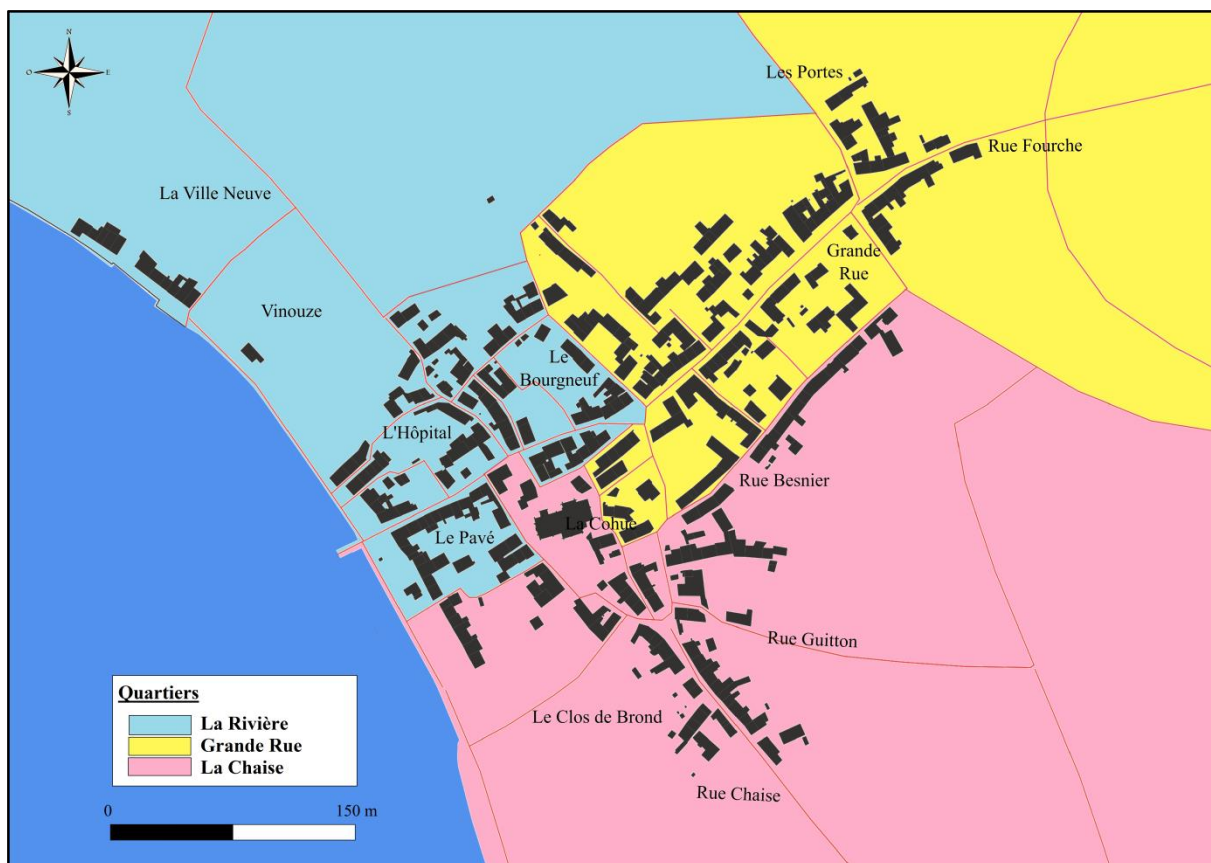 N
O
E
S
Les Portes
Rue Fourche
La Ville Neuve
Grande
Rue
Vinouze
Le
Bourgneuf
L'Hôpital
Rue Besnier
La Cohue
Le Pavé
Rue Guitton
Le Clos de Brond
Rue Chaise
Quartiers
La Rivière
Grande Rue
La Chaise
0
150 m